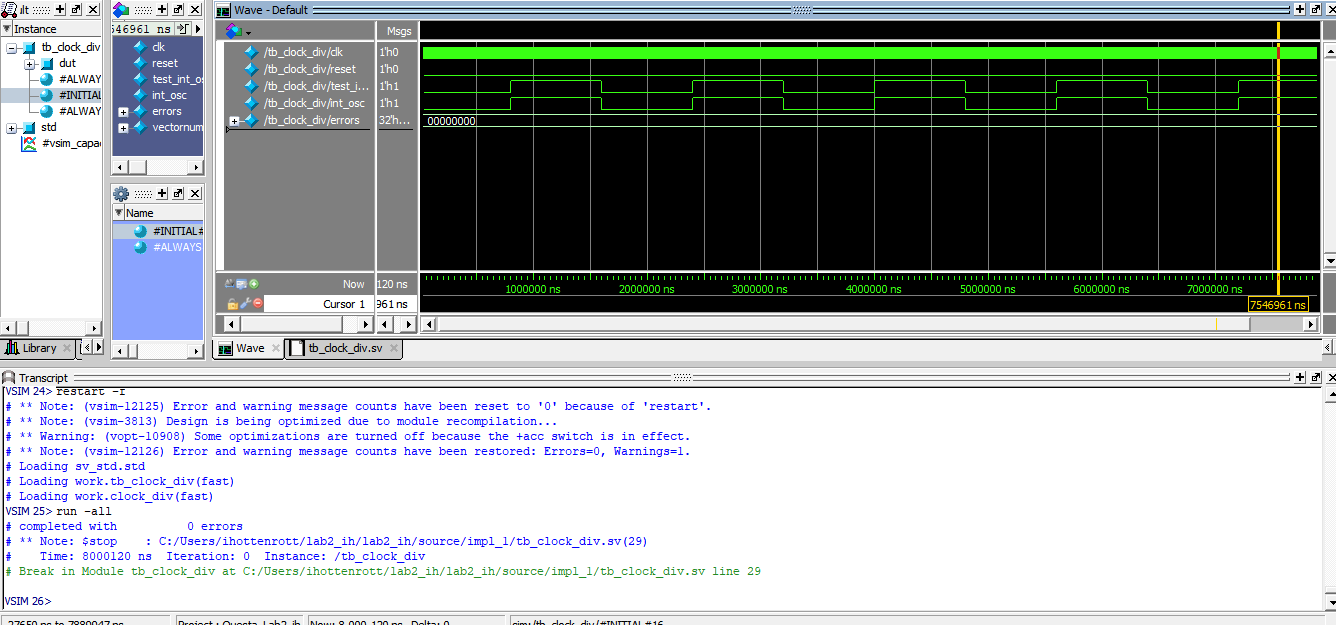 ult
Instance
tb_clock_div
dut
#ALWAY
#INITIAL
#ALWAY
std
#vsim_capa
Library
546961 ns
clk
reset
test_int_os
int_osc
errors
vectornum
Name
#INITIAL#
#ALWAYS
Wave - Default
Msgs
/tb_clock_div/clk 1'h0
/tb_clock_div/reset 1'h0
/tb_clock_div/test_i... 1'h1
/tb_clock_div/int_osc 1'h1
/tb_clock_div/errors 32'h... 00000000
Now 120 ns
Cursor 1 961 ns
1000000 ns 2000000 ns 3000000 ns 4000000 ns 5000000 ns 6000000 ns 7000000 ns
7546961 ns
Wave tb_clock_div.sv
Transcript
VSIM 24> restart -f
# ** Note: (vsim-12125) Error and warning message counts have been reset to '0' because of 'restart'.
# ** Note: (vsim-3813) Design is being optimized due to module recompilation...
# ** Warning: (vopt-10908) Some optimizations are turned off because the +acc switch is in effect.
# ** Note: (vsim-12126) Error and warning message counts have been restored: Errors=0, Warnings=1.
# Loading sv_std.std
# Loading work.tb_clock_div(fast)
# Loading work.clock_div(fast)
VSIM 25> run -all
# completed with          0 errors
# ** Note: $stop    : C:/Users/ihottenrott/lab2_ih/lab2_ih/source/impl_1/tb_clock_div.sv(29)
#    Time: 8000120 ns  Iteration: 0  Instance: /tb_clock_div
# Break in Module tb_clock_div at C:/Users/ihottenrott/lab2_ih/lab2_ih/source/impl_1/tb_clock_div.sv line 29
VSIM 26>
Project : Questa_Lab2_ih Now: 8,000,120 ns Delta: 0 sim:/tb_clock_div/#INITIAL#16